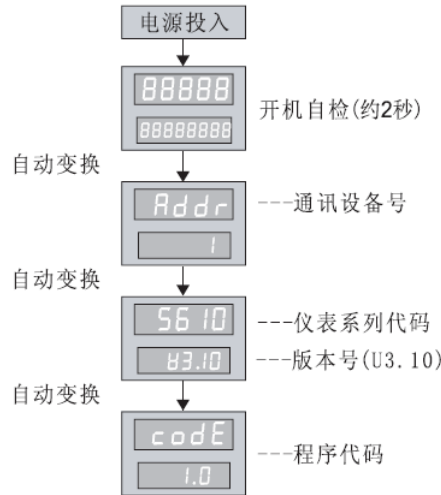 电源投入
88888
88888888
开机自检(约2秒)
自动变换
Addr
---通讯设备号
1
自动变换
5610
---仪表系列代码
U3.10
---版本号(U3.10)
自动变换
codE
---程序代码
1.0